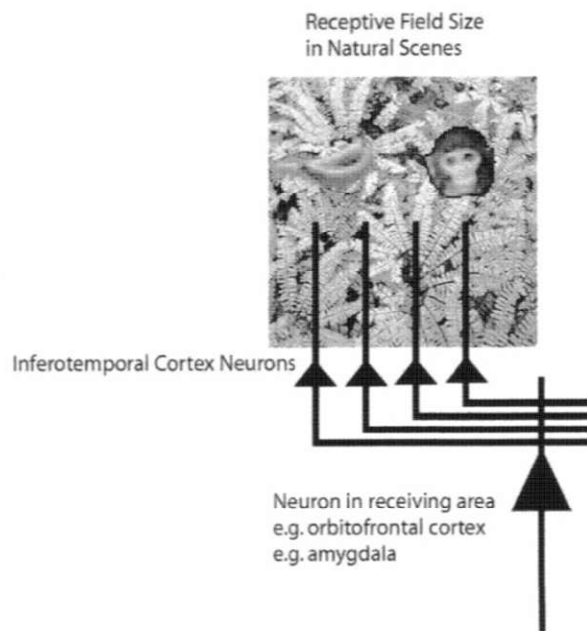 Receptive Field Size
in Natural Scenes
Inferotemporal Cortex Neurons
Neuron in receiving area
e.g. orbitofrontal cortex
e.g. amygdala